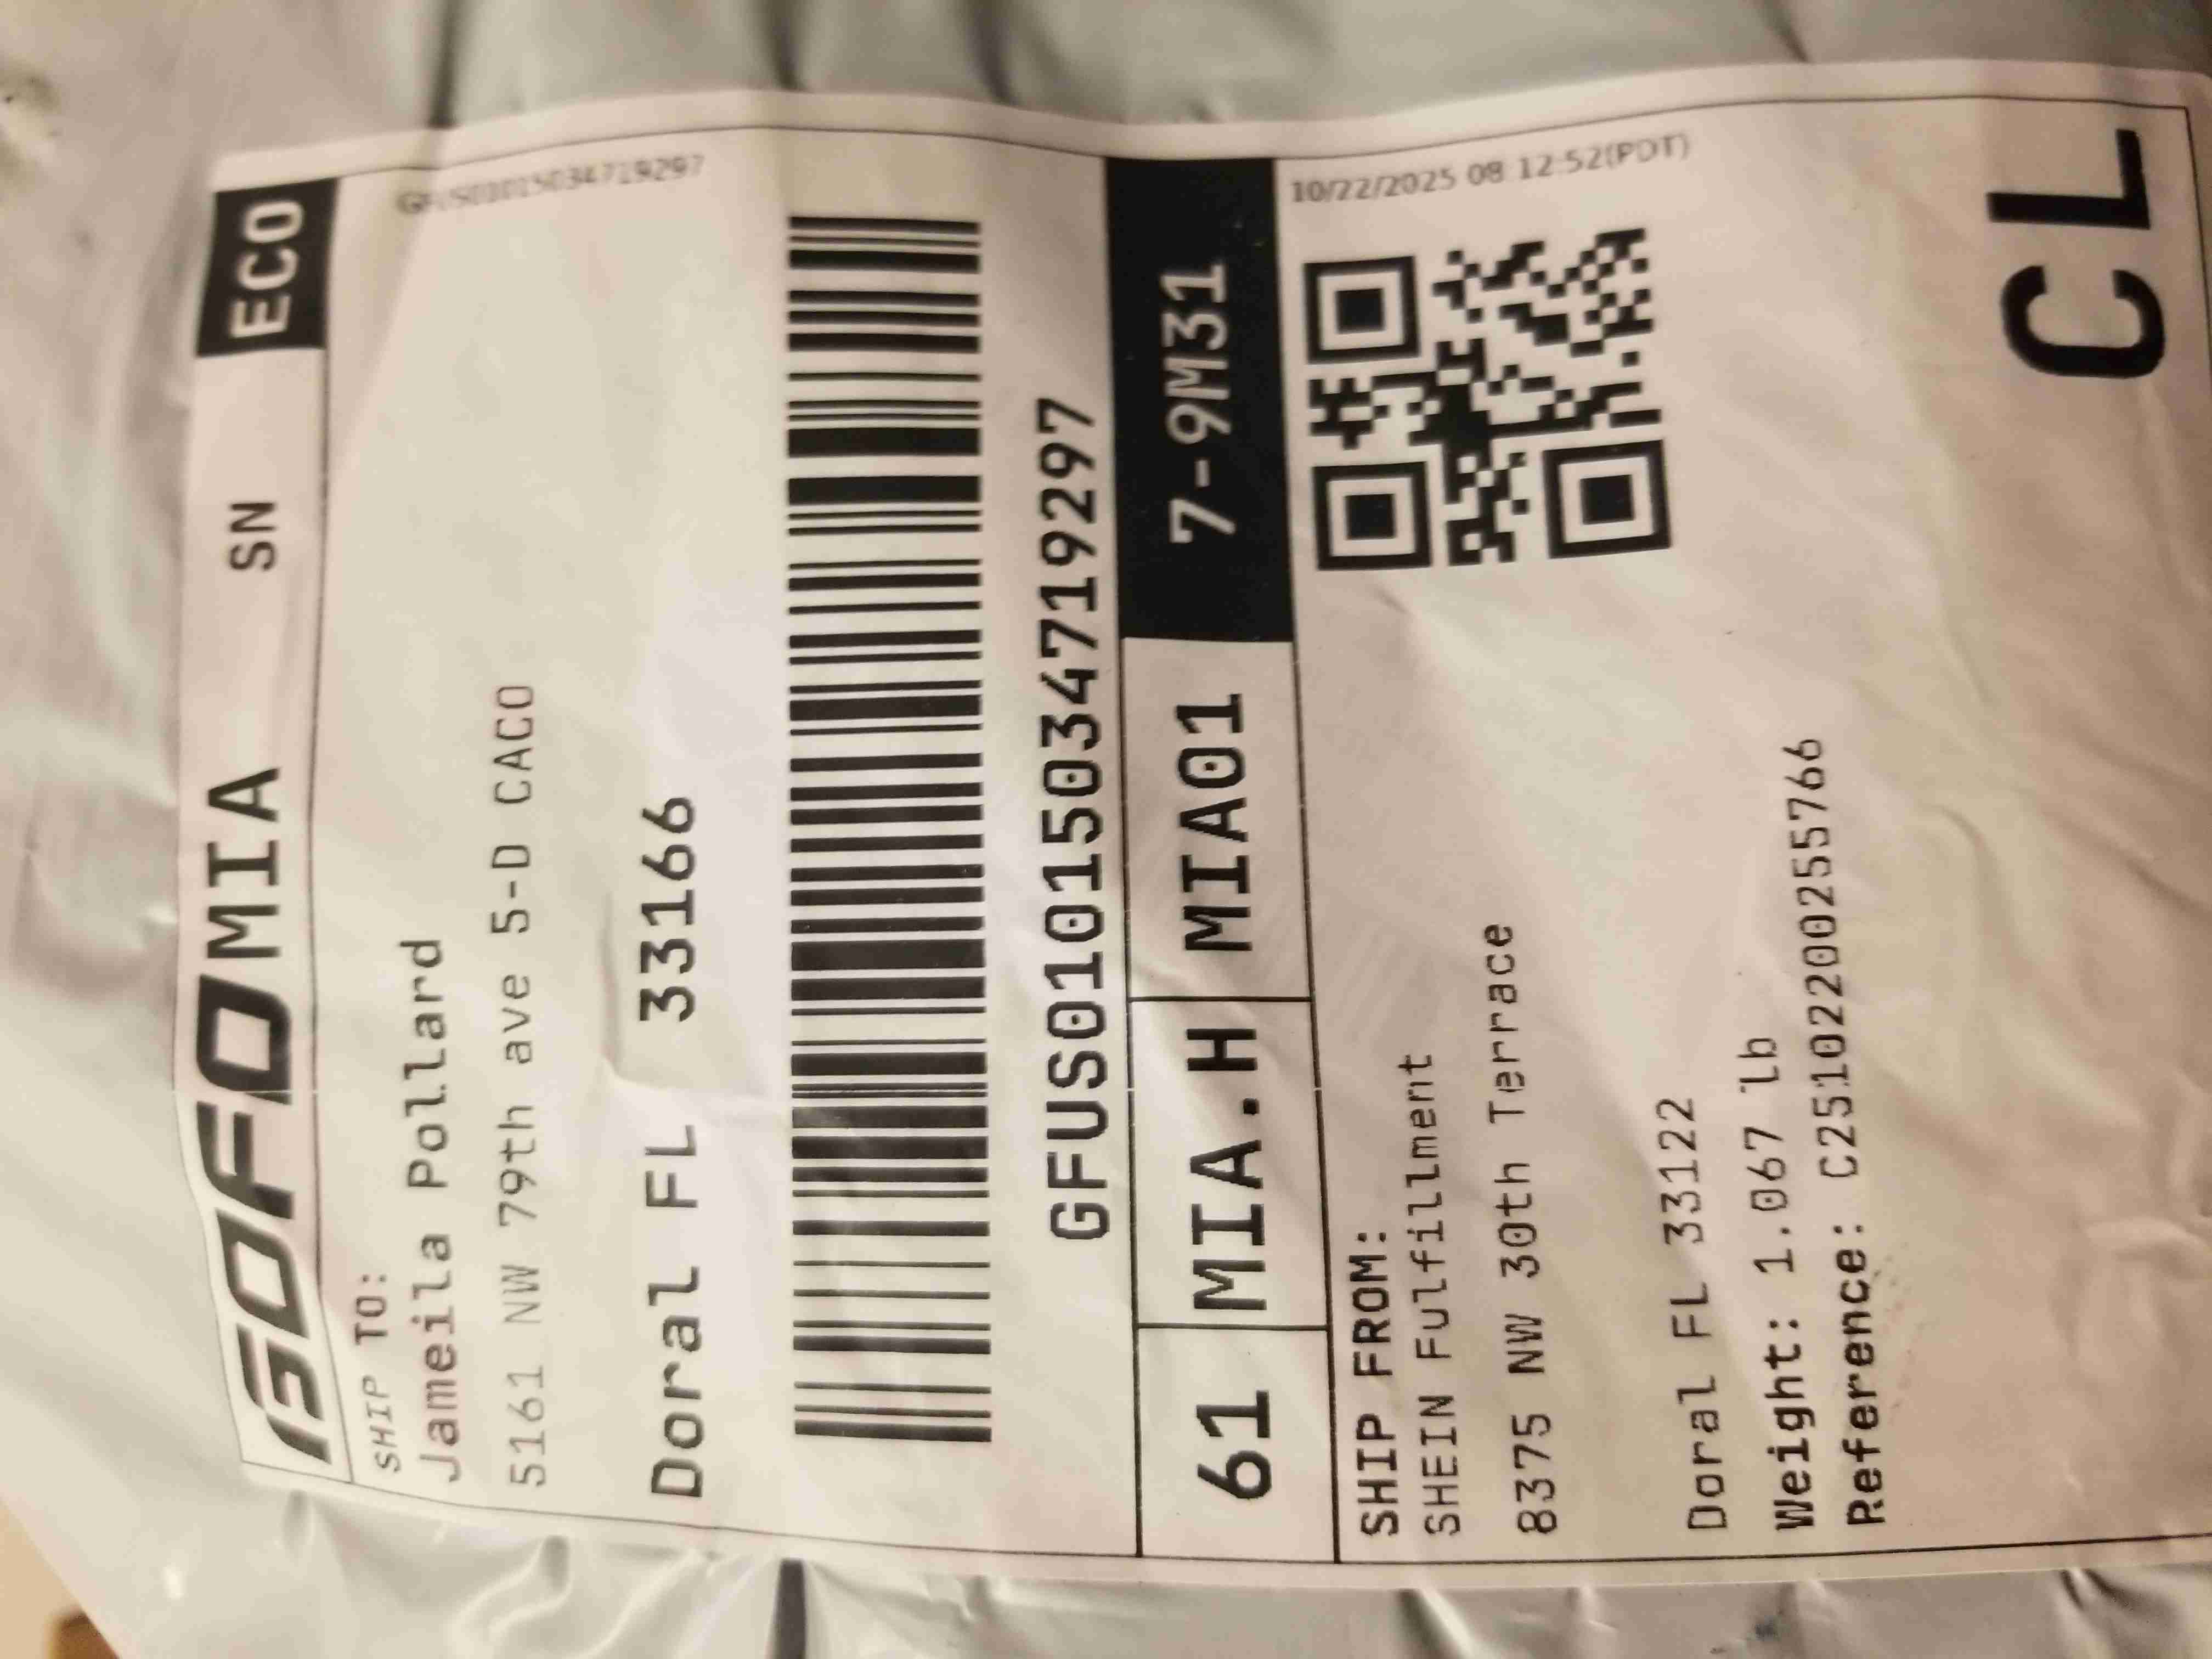 GOFO MIA SN ECO
GFUS01015034719297
SHIP TO:
Jameila Pollard
5161 NW 79th ave 5-D CACO
Doral FL 33166
GFUS01015034719297
61 MIA.H MIA01 7-9M31
10/22/2025 08:12:52(PDT)
SHIP FROM:
SHEIN Fulfillment
8375 NW 30th Terrace
Doral FL 33122
Weight: 1.067 lb
Reference: C2510222000255766
CL